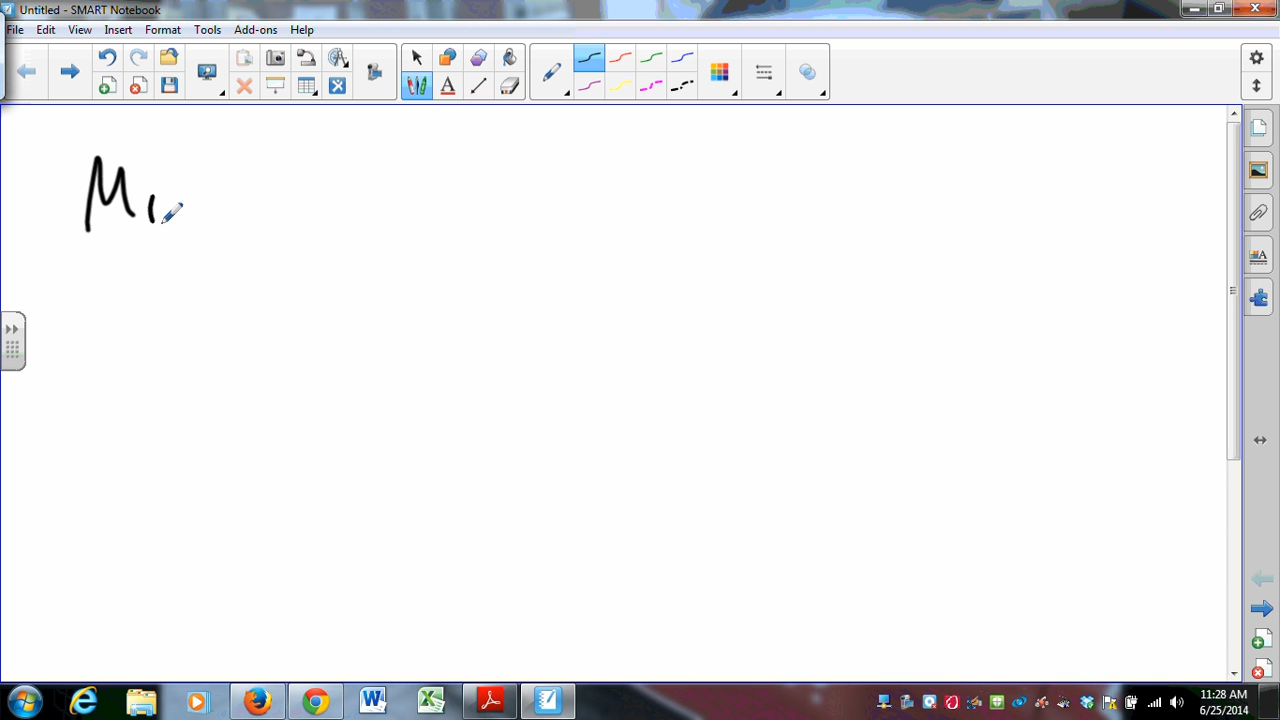 Untitled - SMART Notebook
File Edit View Insert Format Tools Add-ons Help
M
11:28 AM
6/25/2014